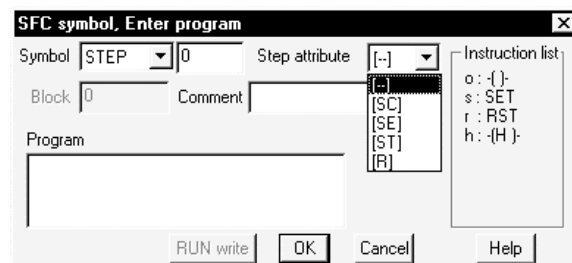 SFC symbol, Enter program
Symbol STEP 0 Step attribute [--] Instruction list
[--]
[SC]
[SE]
[ST]
[R]
o : -( )-
s : SET
r : RST
h : -(H )-
Block 0 Comment
Program
RUN write OK Cancel Help